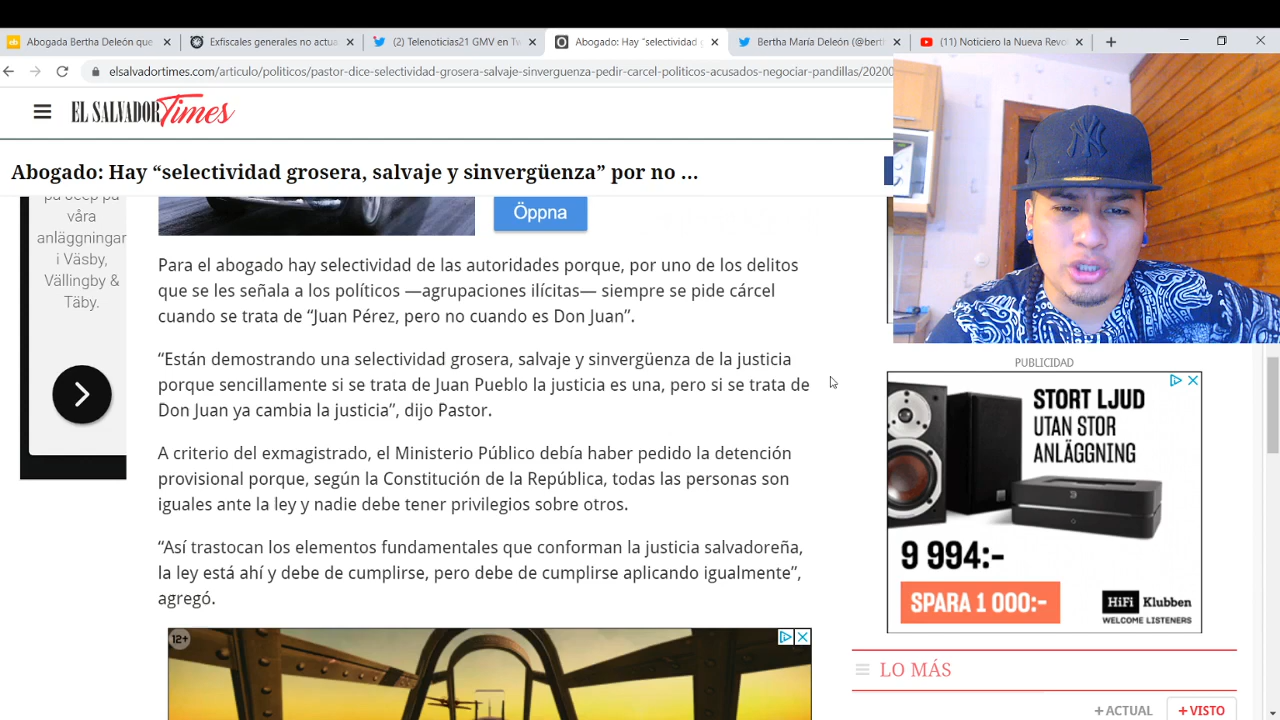 Abogada Bertha Deleón que
Exfiscales generales no actua
(2) Telenoticias21 GMV en Tw
Abogado: Hay “selectividad g
Bertha María Deleón (@bert
(11) Noticiero la Nueva Revo
elsalvadortimes.com/articulo/politicos/pastor-dice-selectividad-grosera-salvaje-sinverguenza-pedir-carcel-politicos-acusados-negociar-pandillas/20200
EL SALVADOR Times
Abogado: Hay “selectividad grosera, salvaje y sinvergüenza” por no ...
på Jeep på
våra
anläggningar
i Väsby,
Vällingby &
Täby.
Öppna
Para el abogado hay selectividad de las autoridades porque, por uno de los delitos
que se les señala a los políticos —agrupaciones ilícitas— siempre se pide cárcel
cuando se trata de “Juan Pérez, pero no cuando es Don Juan”.
“Están demostrando una selectividad grosera, salvaje y sinvergüenza de la justicia
porque sencillamente si se trata de Juan Pueblo la justicia es una, pero si se trata de
Don Juan ya cambia la justicia”, dijo Pastor.
A criterio del exmagistrado, el Ministerio Público debía haber pedido la detención
provisional porque, según la Constitución de la República, todas las personas son
iguales ante la ley y nadie debe tener privilegios sobre otros.
“Así trastocan los elementos fundamentales que conforman la justicia salvadoreña,
la ley está ahí y debe de cumplirse, pero debe de cumplirse aplicando igualmente”,
agregó.
12+
NY
PUBLICIDAD
STORT LJUD
UTAN STOR
ANLÄGGNING
9 994:-
SPARA 1 000:-
HiFi Klubben
WELCOME LISTENERS
LO MÁS
+ ACTUAL
+ VISTO